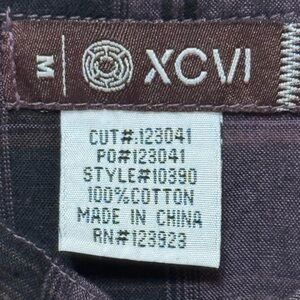 M XCVI
CUT#:123041
PO#123041
STYLE#10390
100%COTTON
MADE IN CHINA
RN#123923